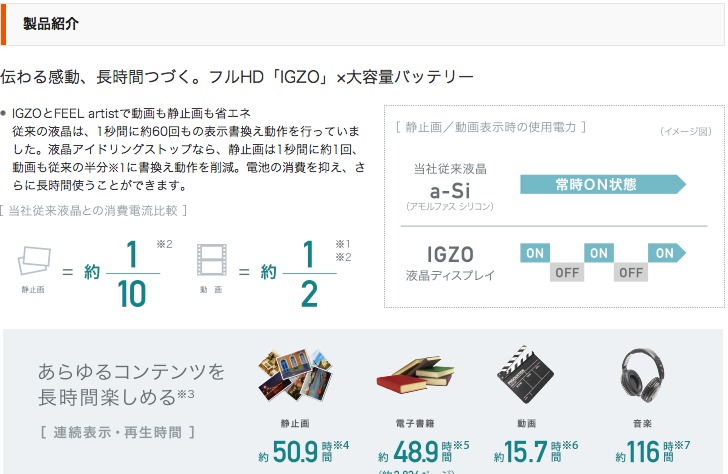 製品紹介
伝わる感動、長時間つづく。フルHD「IGZO」×大容量バッテリー
• IGZOとFEEL artistで動画も静止画も省エネ
従来の液晶は、1秒間に約60回もの表示書換え動作を行っていま
した。液晶アイドリングストップなら、静止画は1秒間に約1回、
動画も従来の半分※1に書換え動作を削減。電池の消費を抑え、さ
らに長時間使うことができます。
[ 当社従来液晶との消費電流比較 ]
静止画 = 約 1/10 ※2
動 画 = 約 1/2 ※1 ※2
[ 静止画／動画表示時の使用電力 ] （イメージ図）
当社従来液晶
a-Si
（アモルファス シリコン）
常時ON状態
IGZO
液晶ディスプレイ
ON OFF ON OFF ON
あらゆるコンテンツを
長時間楽しめる※3
[ 連続表示・再生時間 ]
静止画
約50.9時間※4
電子書籍
約48.9時間※5
動画
約15.7時間※6
音楽
約116時間※7